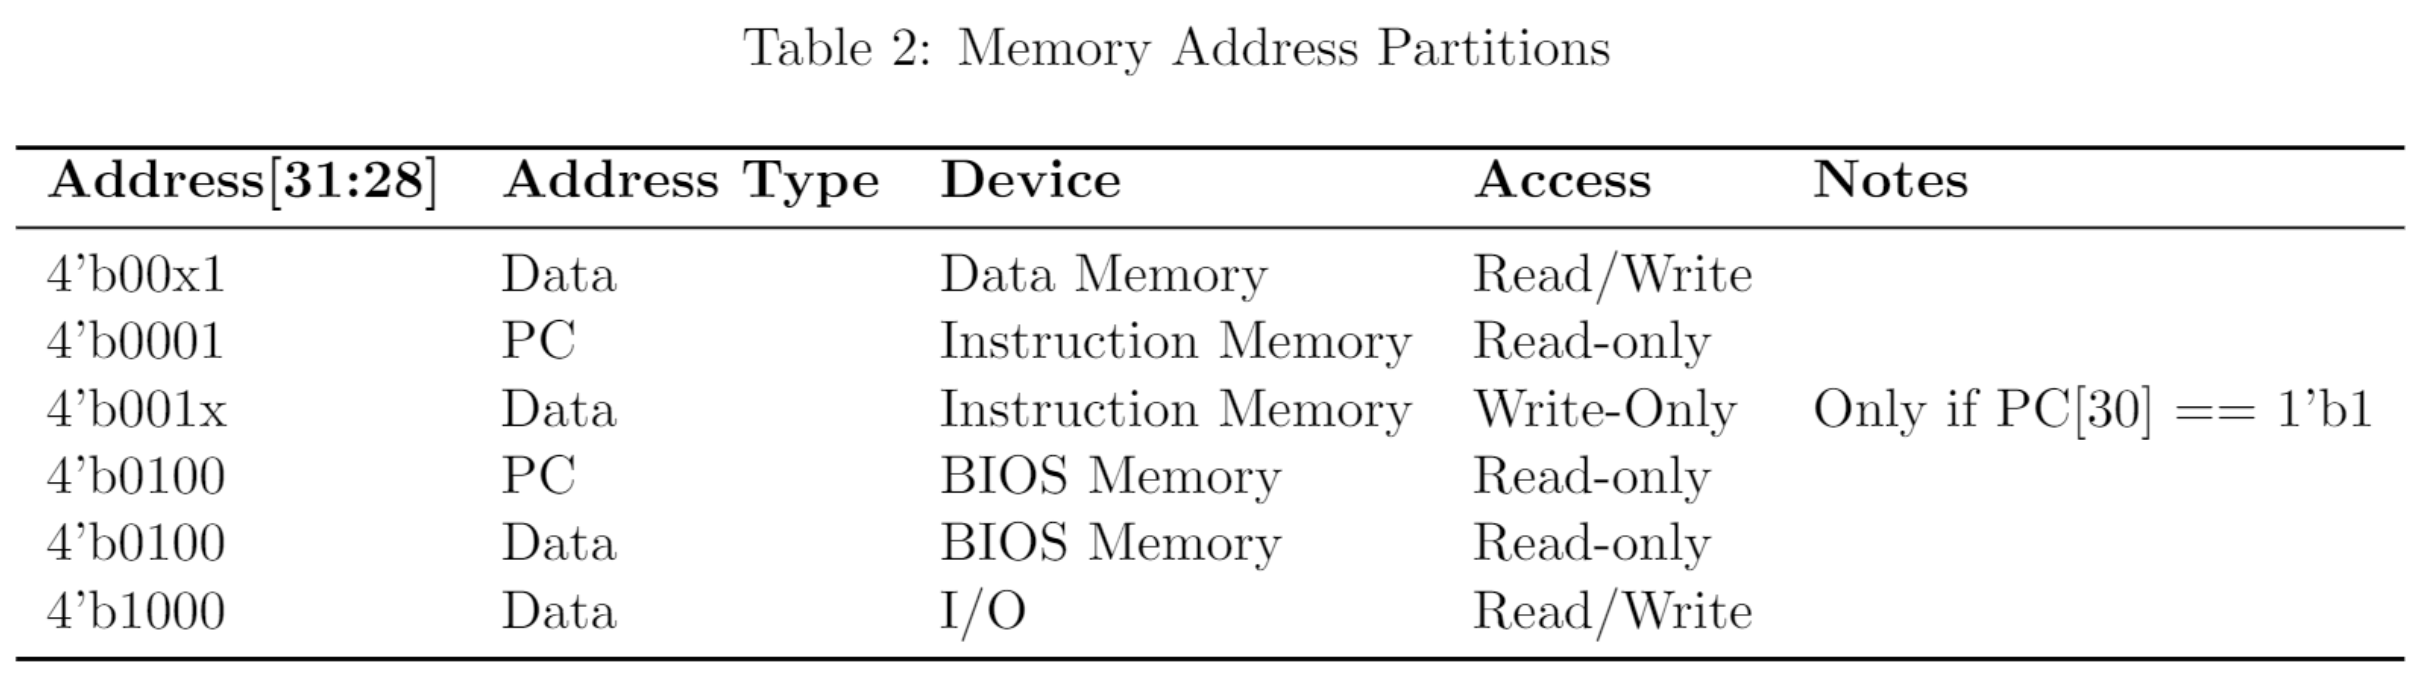 Table 2: Memory Address Partitions
Address[31:28] Address Type Device Access Notes
4’b00x1 Data Data Memory Read/Write
4’b0001 PC Instruction Memory Read-only
4’b001x Data Instruction Memory Write-Only Only if PC[30] == 1’b1
4’b0100 PC BIOS Memory Read-only
4’b0100 Data BIOS Memory Read-only
4’b1000 Data I/O Read/Write